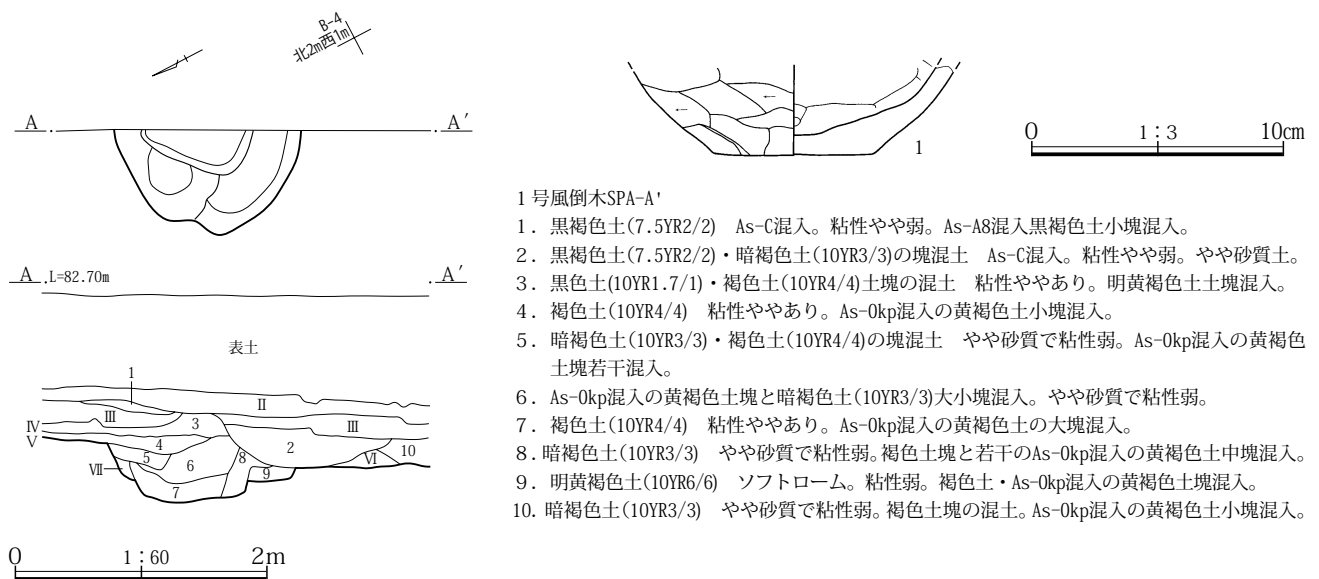 B-4
北2m西1m
A
A′
A
L=82.70m
A′
表土
1
Ⅱ
Ⅲ
3
Ⅲ
Ⅳ
Ⅴ
4
2
10
5
6
8
Ⅵ
Ⅶ
9
7
0
1：60
2m
1
0
1：3
10cm
1号風倒木SPA-A'
1．黒褐色土(7.5YR2/2)　As-C混入。粘性やや弱。As-A8混入黒褐色土小塊混入。
2．黒褐色土(7.5YR2/2)・暗褐色土(10YR3/3)の塊混土　As-C混入。粘性やや弱。やや砂質土。
3．黒色土(10YR1.7/1)・褐色土(10YR4/4)土塊の混土　粘性ややあり。明黄褐色土土塊混入。
4．褐色土(10YR4/4)　粘性ややあり。As-Okp混入の黄褐色土小塊混入。
5．暗褐色土(10YR3/3)・褐色土(10YR4/4)の塊混土　やや砂質で粘性弱。As-Okp混入の黄褐色
土塊若干混入。
6．As-Okp混入の黄褐色土塊と暗褐色土(10YR3/3)大小塊混入。やや砂質で粘性弱。
7．褐色土(10YR4/4)　粘性ややあり。As-Okp混入の黄褐色土の大塊混入。
8．暗褐色土(10YR3/3)　やや砂質で粘性弱。褐色土塊と若干のAs-Okp混入の黄褐色土中塊混入。
9．明黄褐色土(10YR6/6)　ソフトローム。粘性弱。褐色土・As-Okp混入の黄褐色土塊混入。
10．暗褐色土(10YR3/3)　やや砂質で粘性弱。褐色土塊の混土。As-Okp混入の黄褐色土小塊混入。